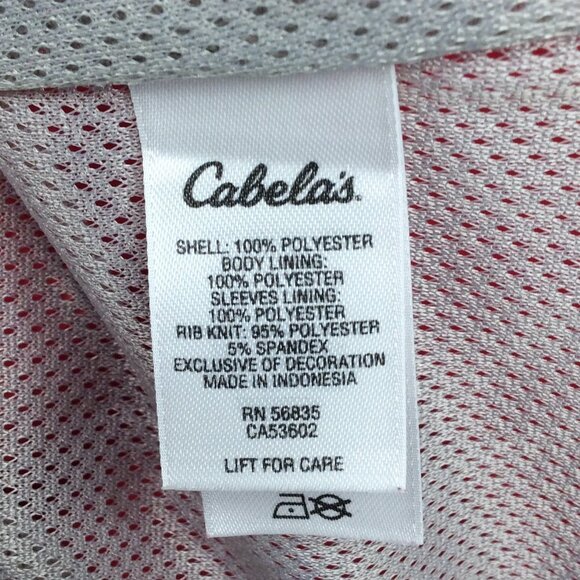 Cabela's.
SHELL: 100% POLYESTER
BODY LINING:
100% POLYESTER
SLEEVES LINING:
100% POLYESTER
RIB KNIT: 95% POLYESTER
5% SPANDEX
EXCLUSIVE OF DECORATION
MADE IN INDONESIA
RN 56835
CA53602
LIFT FOR CARE